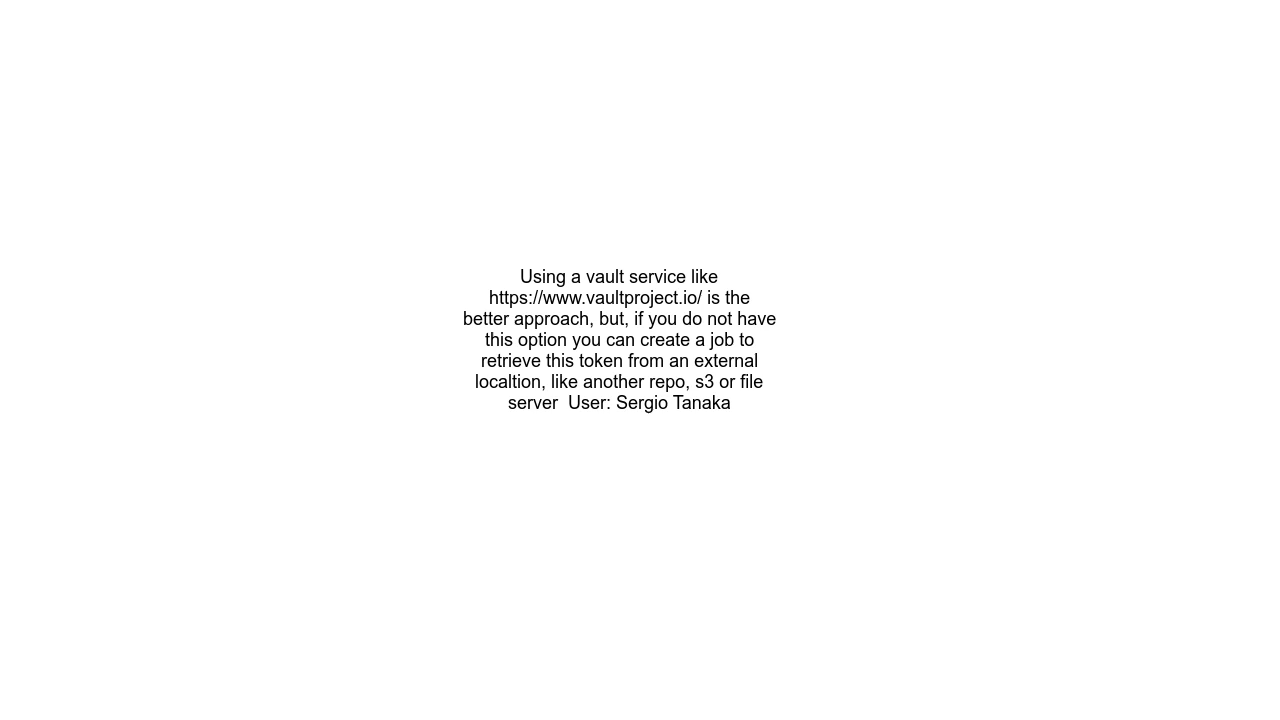 Using a vault service like
https://www.vaultproject.io/ is the
better approach, but, if you do not have
this option you can create a job to
retrieve this token from an external
localtion, like another repo, s3 or file
server  User: Sergio Tanaka